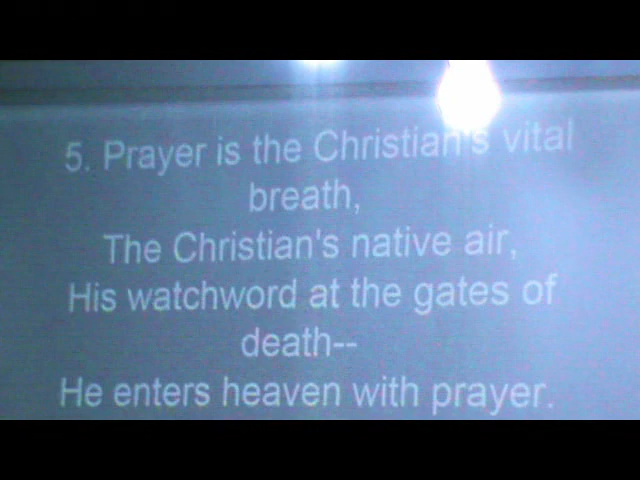 5. Prayer is the Christian's vital
breath,
The Christian's native air,
His watchword at the gates of
death--
He enters heaven with prayer.